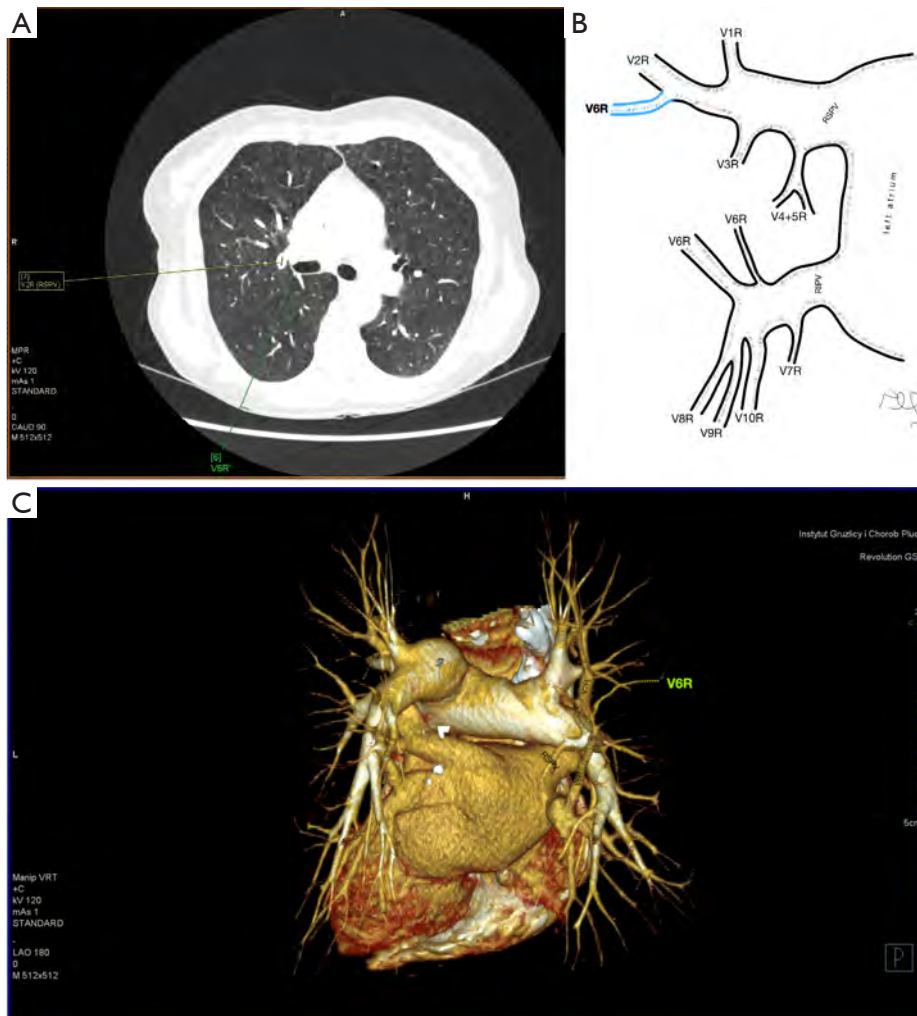 A
A
R
[7]
V2R (RSPV)
MPR
+C
kV 120
mAs 1
STANDARD
0
CAUD 90
M 512x512
[6]
V6R
B
V1R
V2R
V6R
RSPV
V3R
V4+5R
left atrium
V6R
V6R
RIPV
V7R
V8R
V9R
V10R
C
H
Instytut Gruzlicy i Chorob Pluc
Revolution GS
V6R
RSPV
L
5cm
Manip VRT
+C
kV 120
mAs 1
STANDARD
LAO 180
0
M 512x512
P